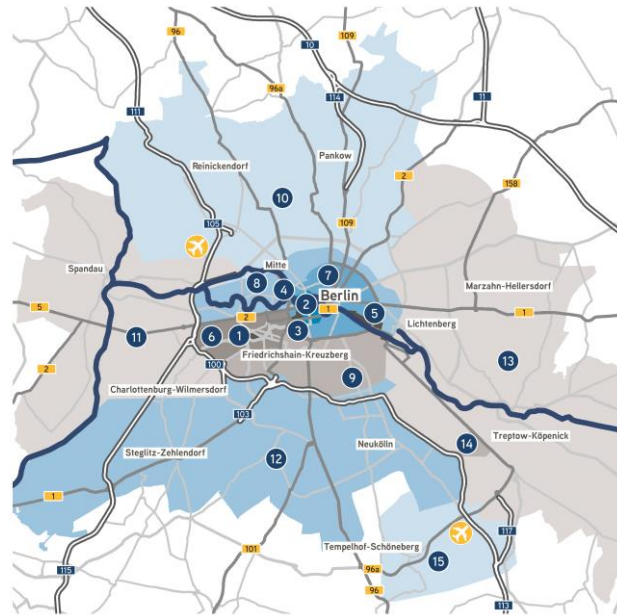 96
109
10
96a
11
111
114
Reinickendorf
Pankow
2
158
10
109
105
Mitte
Spandau
7
8
4
Marzahn-Hellersdorf
Berlin
5
2
1
5
2
1
3
Lichtenberg
6
1
11
Friedrichshain-Kreuzberg
13
2
100
9
Charlottenburg-Wilmersdorf
103
Treptow-Köpenick
Steglitz-Zehlendorf
Neukölln
14
12
1
117
101
Tempelhof-Schöneberg
15
115
96a
96
113